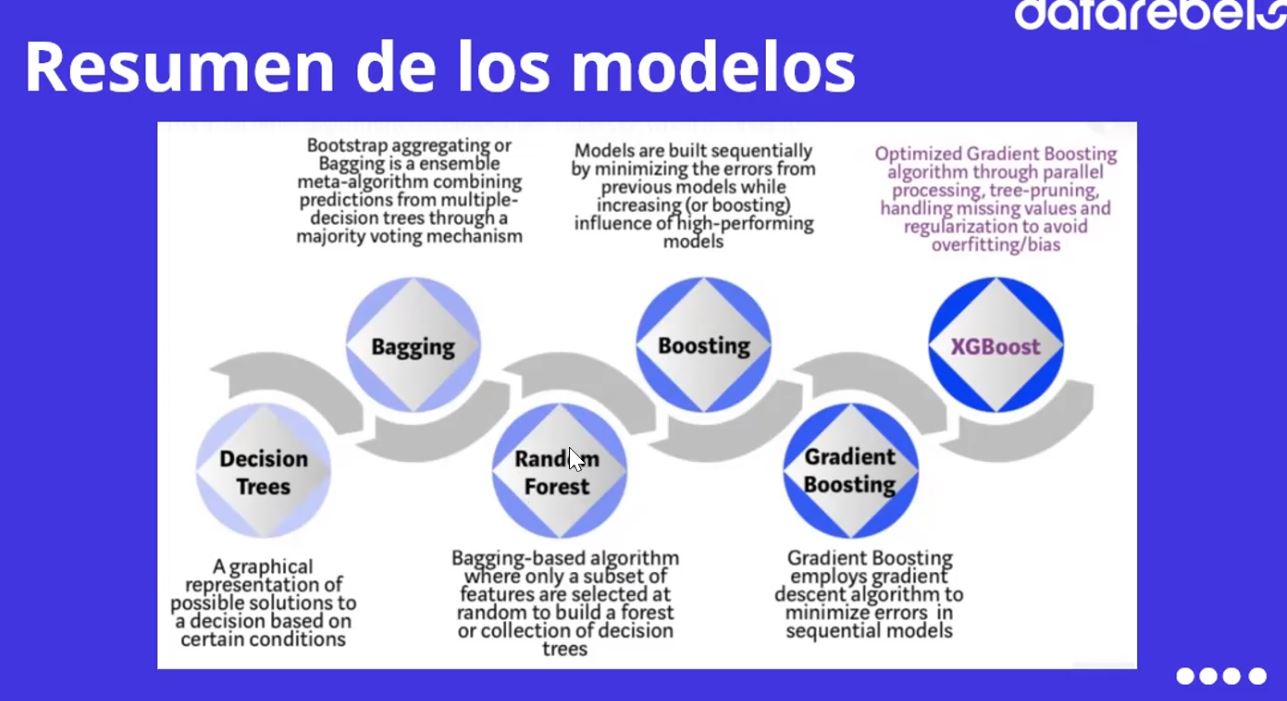 datarebels
Resumen de los modelos
Bootstrap aggregating or
Bagging is a ensemble
meta-algorithm combining
predictions from multiple-
decision trees through a
majority voting mechanism
Models are built sequentially
by minimizing the errors from
previous models while
increasing (or boosting)
influence of high-performing
models
Optimized Gradient Boosting
algorithm through parallel
processing, tree-pruning,
handling missing values and
regularization to avoid
overfitting/bias
Bagging
Boosting
XGBoost
Decision
Trees
Random
Forest
Gradient
Boosting
A graphical
representation of
possible solutions to
a decision based on
certain conditions
Bagging-based algorithm
where only a subset of
features are selected at
random to build a forest
or collection of decision
trees
Gradient Boosting
employs gradient
descent algorithm to
minimize errors in
sequential models